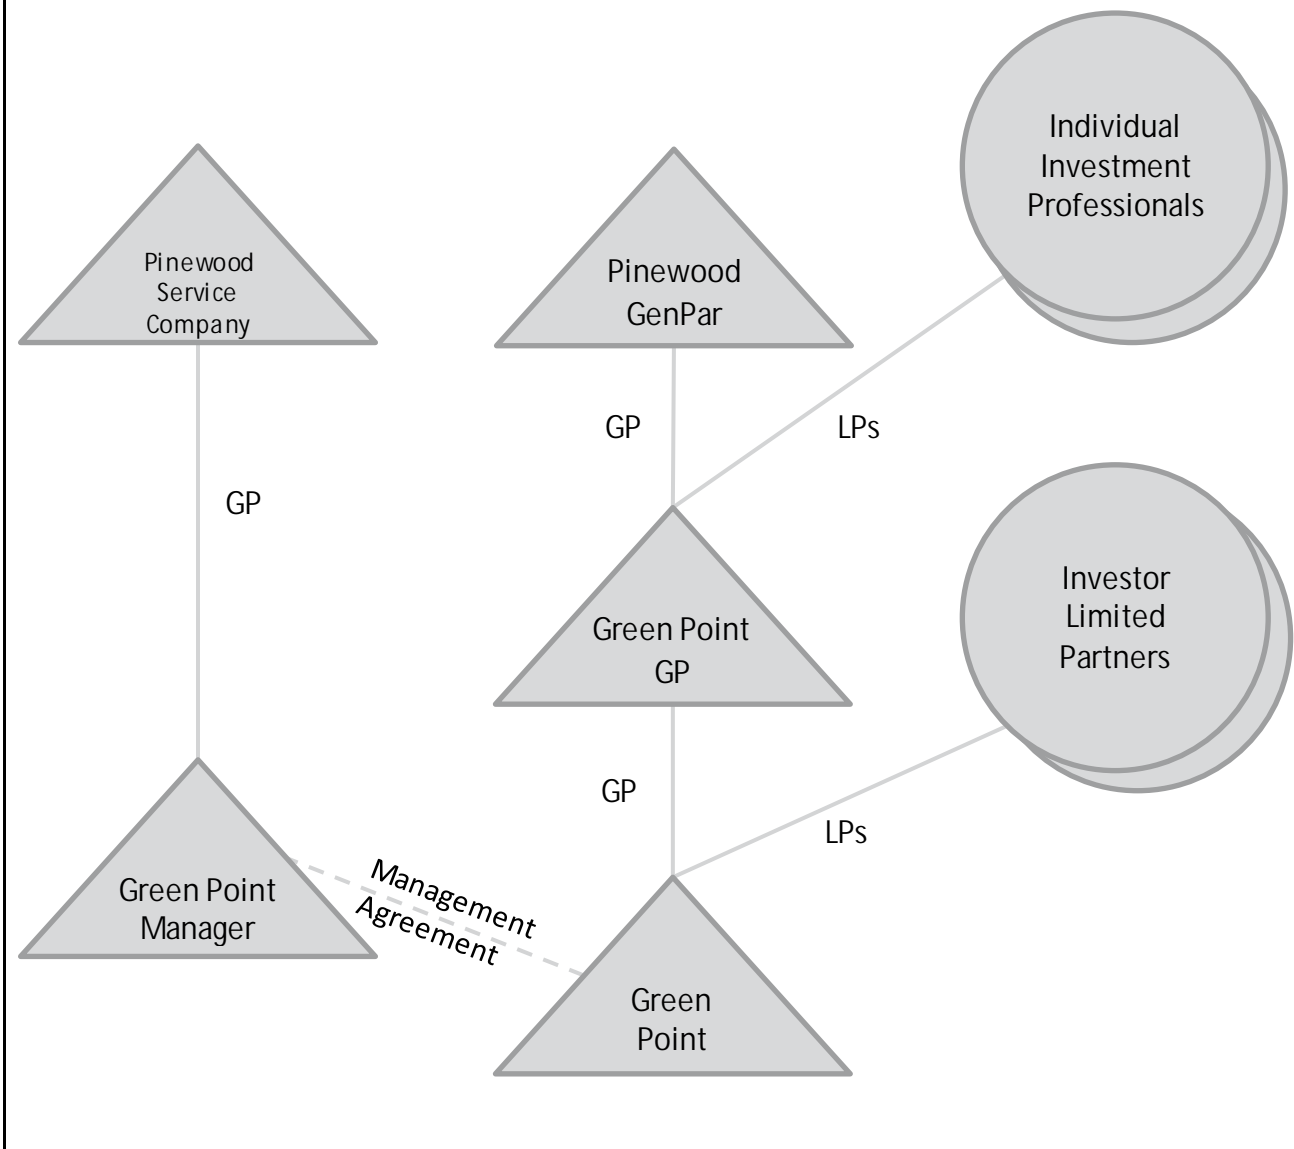 Individual
Investment
Professionals
Pinewood
Service
Company
Pinewood
GenPar
GP
LPs
GP
Investor
Limited
Partners
Green Point
GP
GP
LPs
Management
Agreement
Green Point
Manager
Green
Point